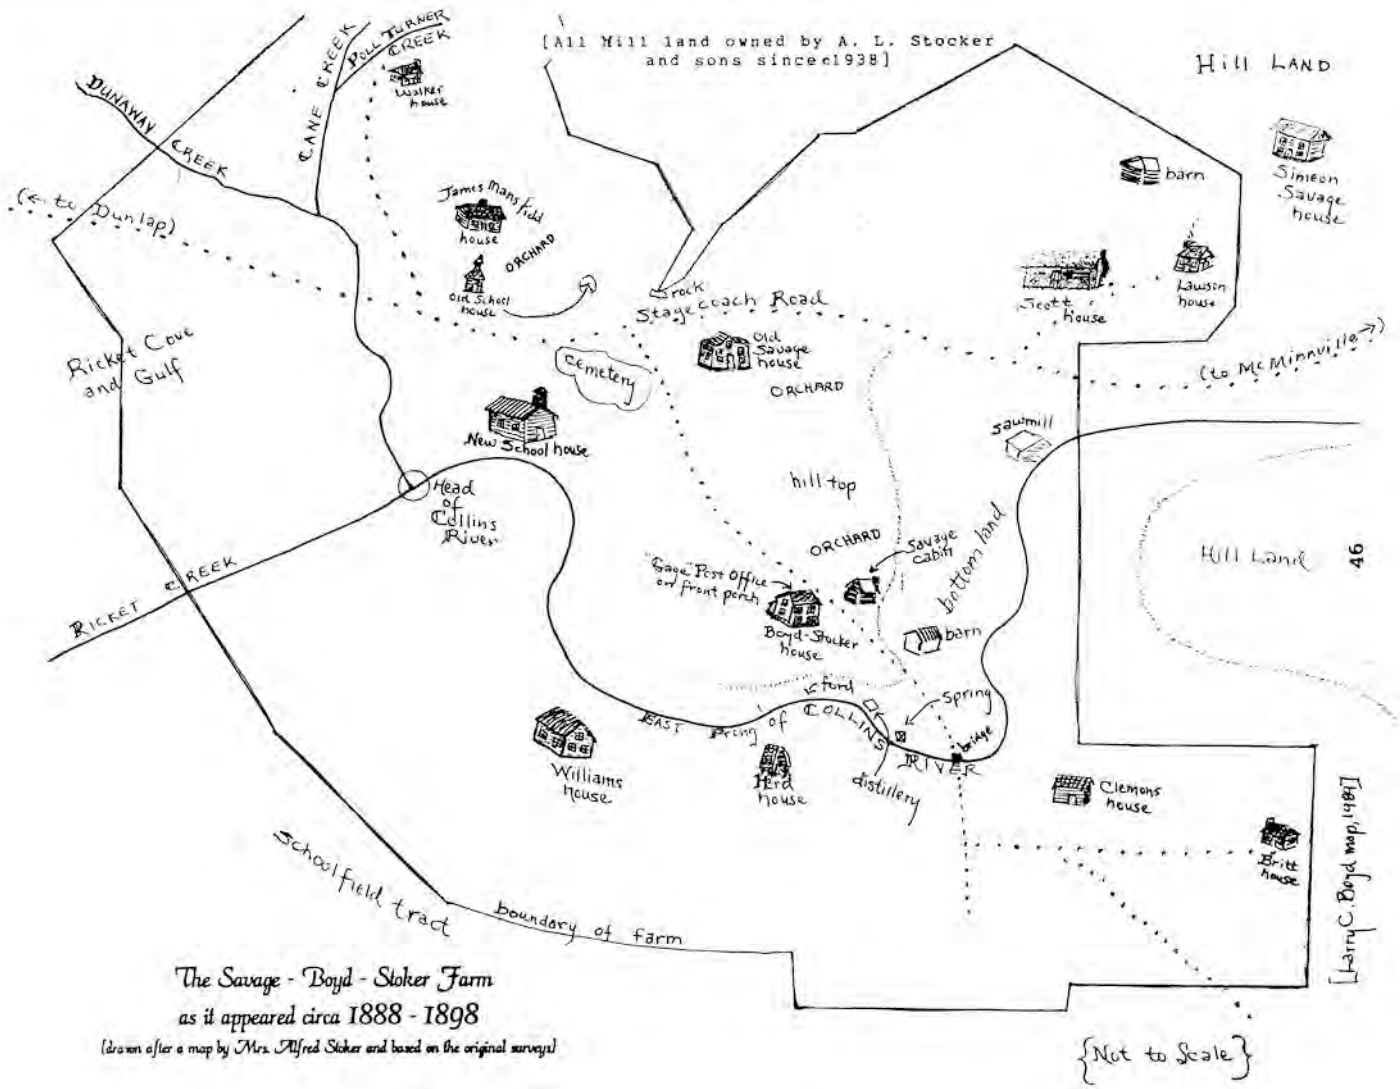 [All Mill land owned by A. L. Stocker
and sons since c1938]
Hill LAND
POLL TURNER
CREEK
CANE CREEK
Walker
house
DUNAWAY
CREEK
barn
Simeon
Savage
house
(← to Dunlap)
James Mansfield
house
ORCHARD
Old School
house
rock
Stagecoach Road
Scott
house
Lawson
house
Ricket Cove
and Gulf
Cemetery
Old
Savage
house
ORCHARD
(to McMinnville →)
New School house
sawmill
hill top
Head
of
Collins
River
ORCHARD
Savage
cabin
bottom land
Hill Land
46
RICKET CREEK
"Gage" Post Office
on front porch
Boyd-Stocker
house
barn
← ford
spring
EAST Prong of COLLINS RIVER
bridge
Williams
house
Herd
house
distillery
Clemons
house
Britt
house
[Larry C. Boyd map, 1989]
Schoolfield tract
boundary of farm
The Savage - Boyd - Stoker Farm
as it appeared circa 1888 - 1898
(drawn after a map by Mrs. Alfred Stoker and based on the original surveys)
{Not to Scale}